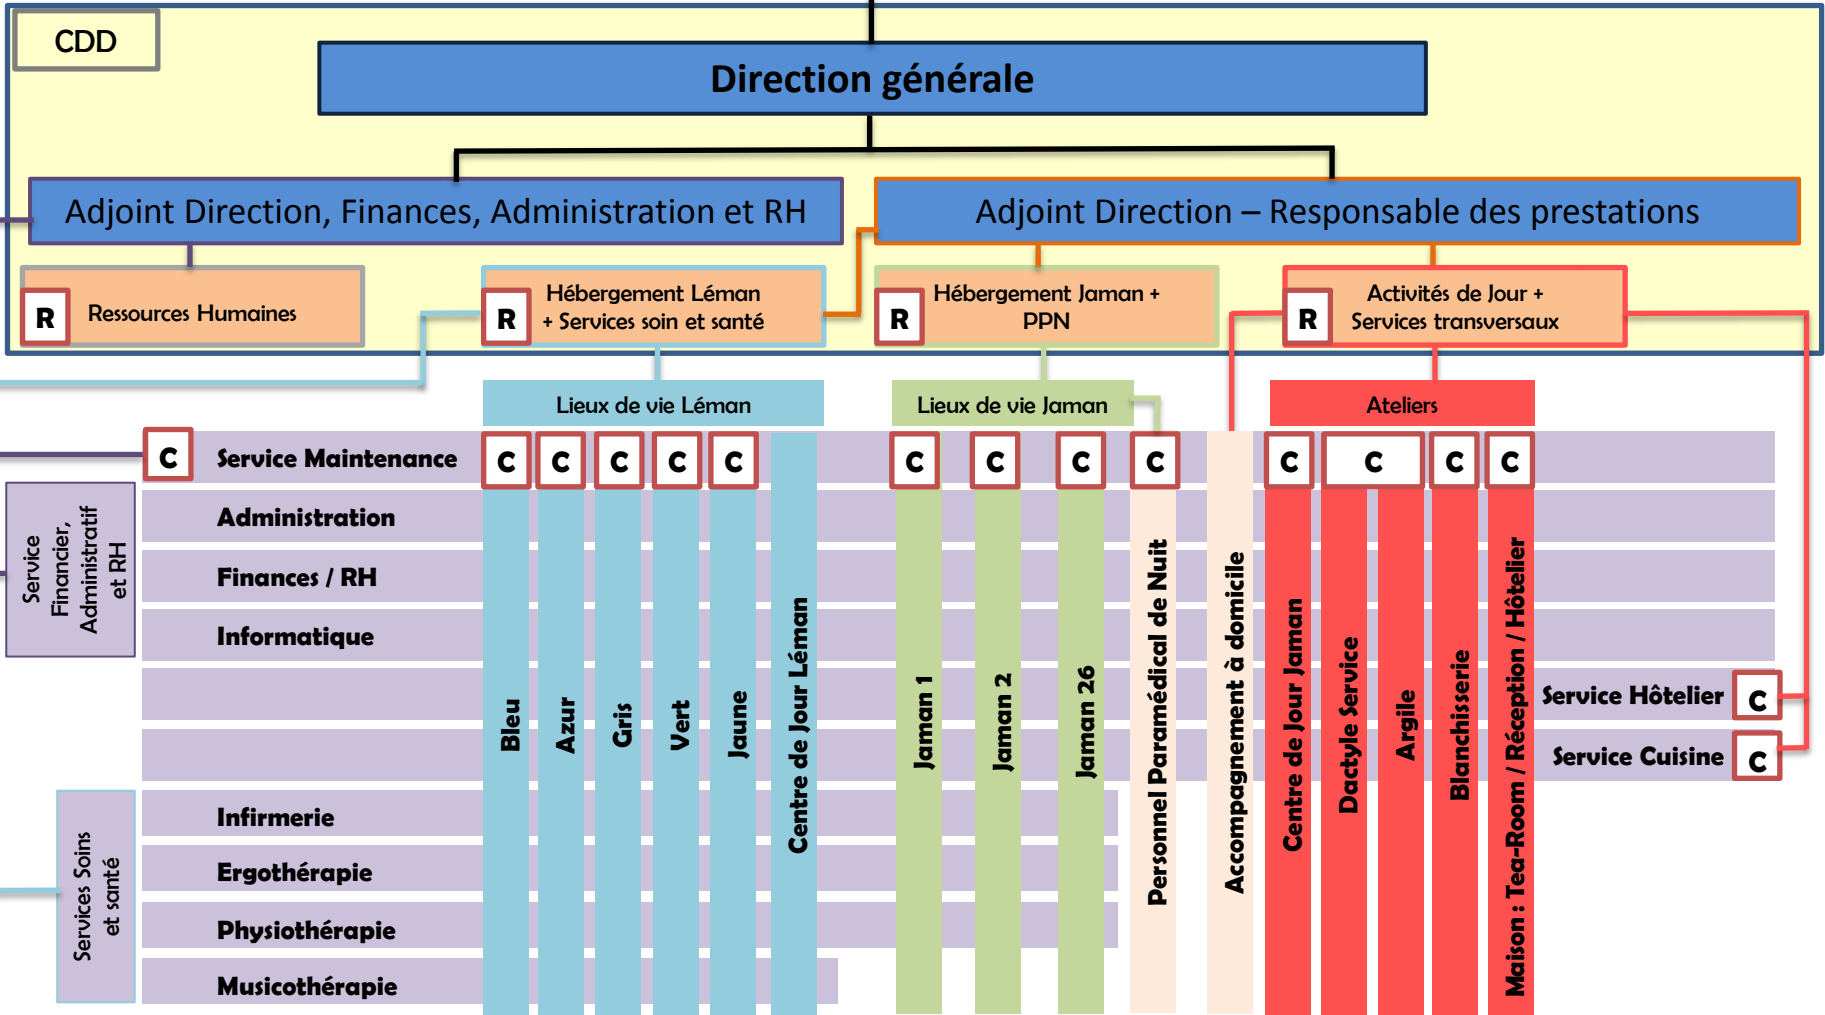 CDD
Direction générale
Adjoint Direction, Finances, Administration et RH
Adjoint Direction – Responsable des prestations
R
Ressources Humaines
R
Hébergement Léman
+ Services soin et santé
R
Hébergement Jaman +
PPN
R
Activités de Jour +
Services transversaux
Lieux de vie Léman
Lieux de vie Jaman
Ateliers
C
Service Maintenance
C
C
C
C
C
C
C
C
C
C
C
C
C
Service
Financier,
Administratif
et RH
Administration
Finances / RH
Informatique
Bleu
Azur
Gris
Vert
Jaune
Centre de Jour Léman
Jaman 1
Jaman 2
Jaman 26
Personnel Paramédical de Nuit
Accompagnement à domicile
Centre de Jour Jaman
Dactyle Service
Argile
Blanchisserie
Maison : Tea-Room / Réception / Hôtelier
Service Hôtelier
C
Service Cuisine
C
Services Soins
et santé
Infirmerie
Ergothérapie
Physiothérapie
Musicothérapie